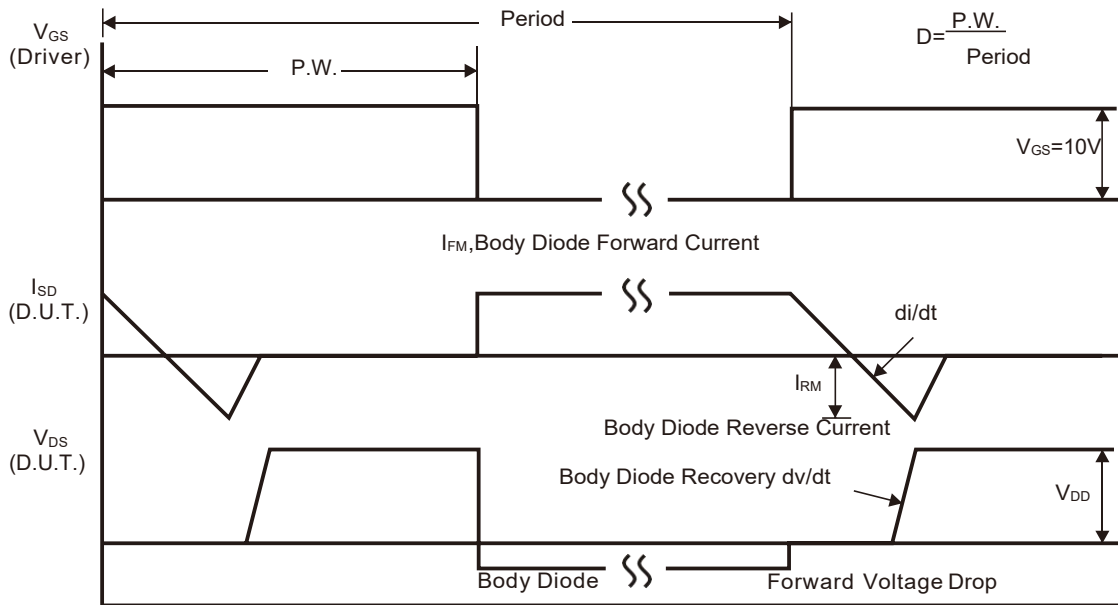 Period
VGS
(Driver)
P.W.
D= P.W.
Period
VGS=10V
IFM,Body Diode Forward Current
ISD
(D.U.T.)
di/dt
IRM
Body Diode Reverse Current
VDS
(D.U.T.)
Body Diode Recovery dv/dt
VDD
Body Diode Forward Voltage Drop